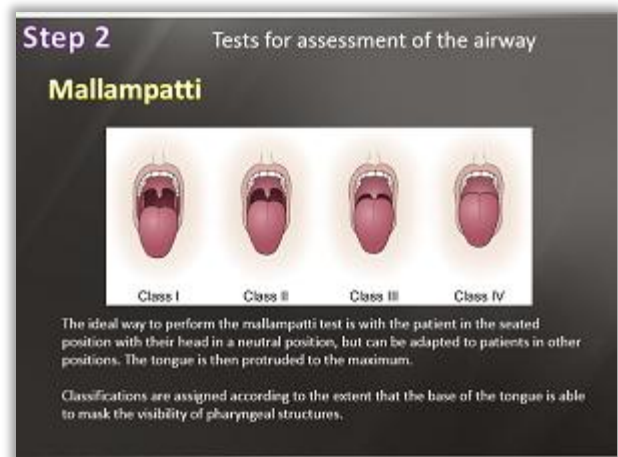 Step 2
Tests for assessment of the airway
Mallampatti
Class I
Class II
Class III
Class IV
The ideal way to perform the mallampatti test is with the patient in the seated
position with their head in a neutral position, but can be adapted to patients in other
positions. The tongue is then protruded to the maximum.
Classifications are assigned according to the extent that the base of the tongue is able
to mask the visibility of pharyngeal structures.